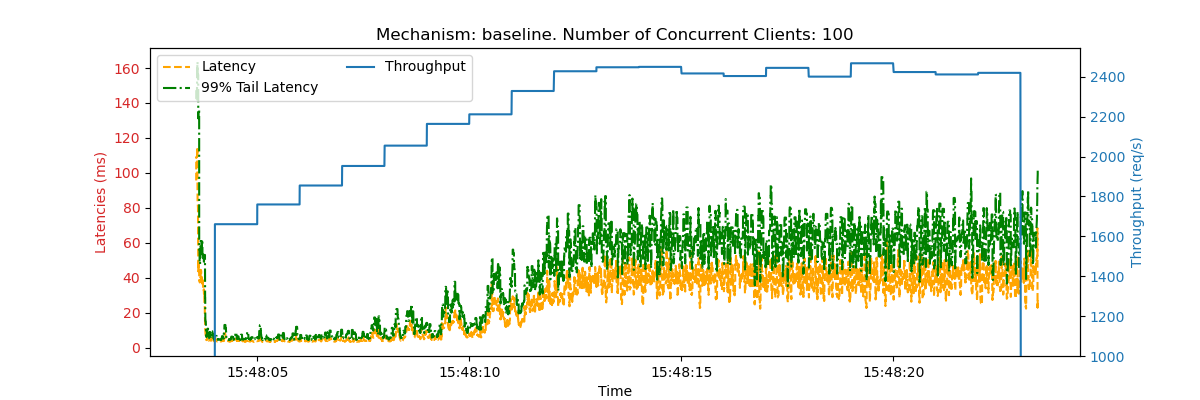 Mechanism: baseline. Number of Concurrent Clients: 100
Latency
99% Tail Latency
Throughput
Latencies (ms)
160
140
120
100
80
60
40
20
0
Throughput (req/s)
2400
2200
2000
1800
1600
1400
1200
1000
15:48:05 15:48:10 15:48:15 15:48:20
Time